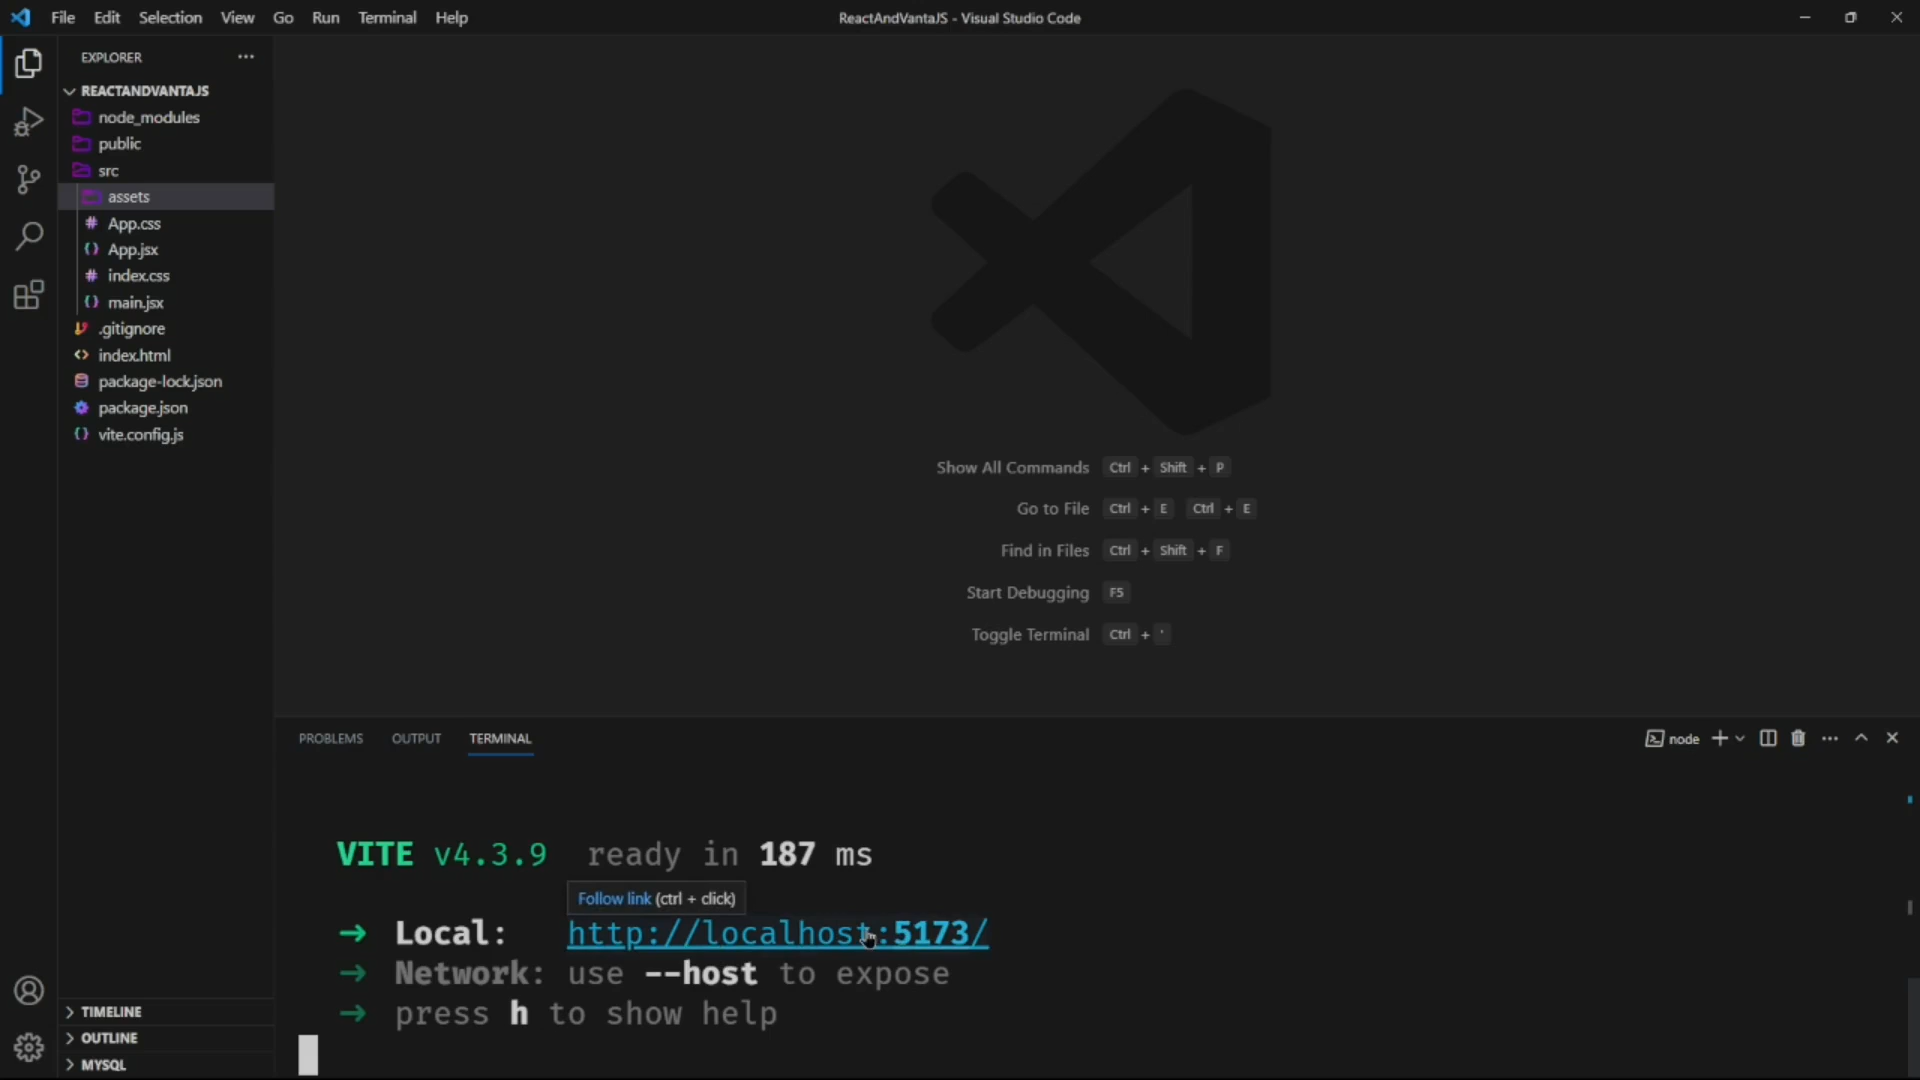 File Edit Selection View Go Run Terminal Help
ReactAndVantaJS - Visual Studio Code
EXPLORER
REACTANDVANTAJS
node_modules
public
src
assets
# App.css
App.jsx
# index.css
main.jsx
.gitignore
index.html
package-lock.json
package.json
vite.config.js
TIMELINE
OUTLINE
MYSQL
Show All Commands Ctrl + Shift + P
Go to File Ctrl + E Ctrl + E
Find in Files Ctrl + Shift + F
Start Debugging F5
Toggle Terminal Ctrl + '
PROBLEMS OUTPUT TERMINAL
node
VITE v4.3.9 ready in 187 ms
Follow link (ctrl + click)
→ Local: http://localhost:5173/
→ Network: use --host to expose
→ press h to show help